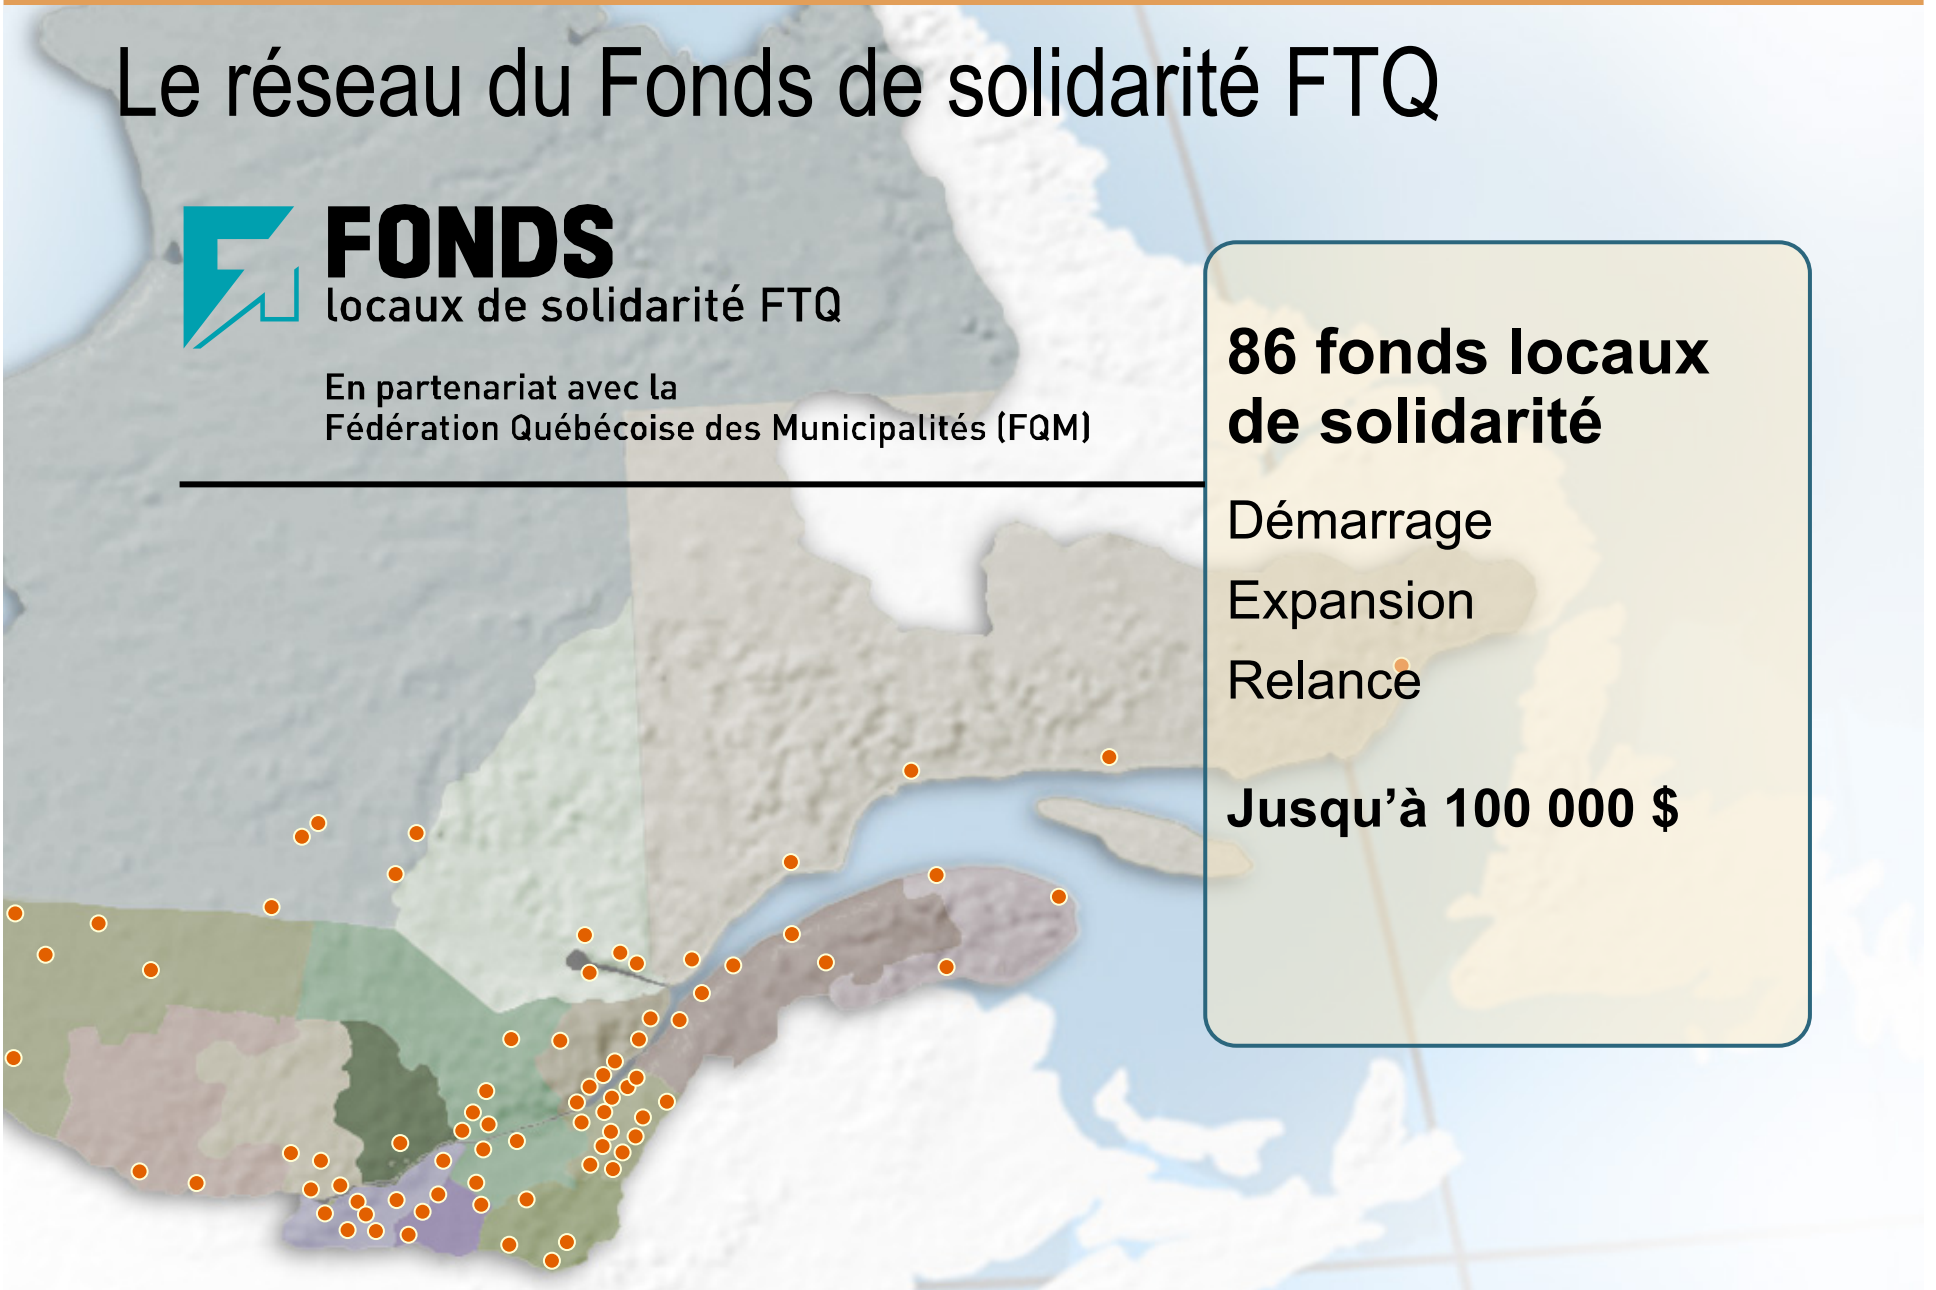 Le réseau du Fonds de solidarité FTQ
FONDS
locaux de solidarité FTQ
En partenariat avec la
Fédération Québécoise des Municipalités (FQM)
86 fonds locaux
de solidarité
Démarrage
Expansion
Relance
Jusqu’à 100 000 $